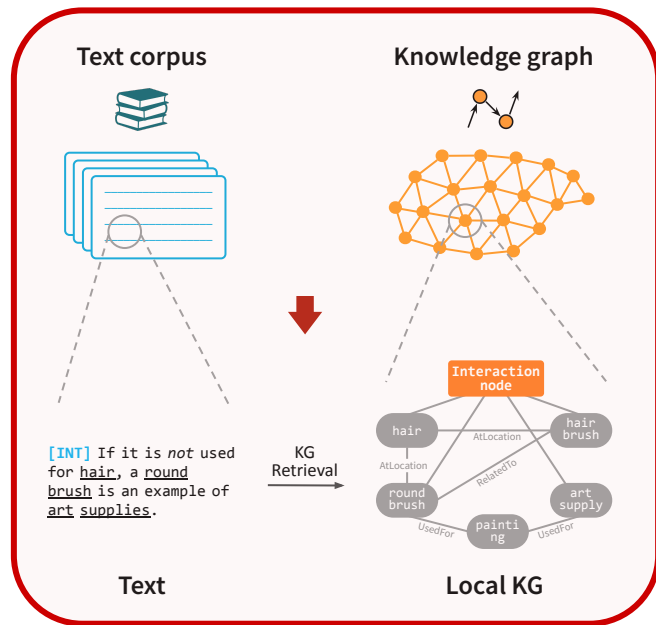 Text corpus
Knowledge graph
Interaction
node
hair
AtLocation
hair
brush
[INT] If it is not used
for hair, a round
brush is an example of
art supplies.
KG
Retrieval
AtLocation
RelatedTo
round
brush
art
supply
UsedFor
painti
ng
UsedFor
Text
Local KG